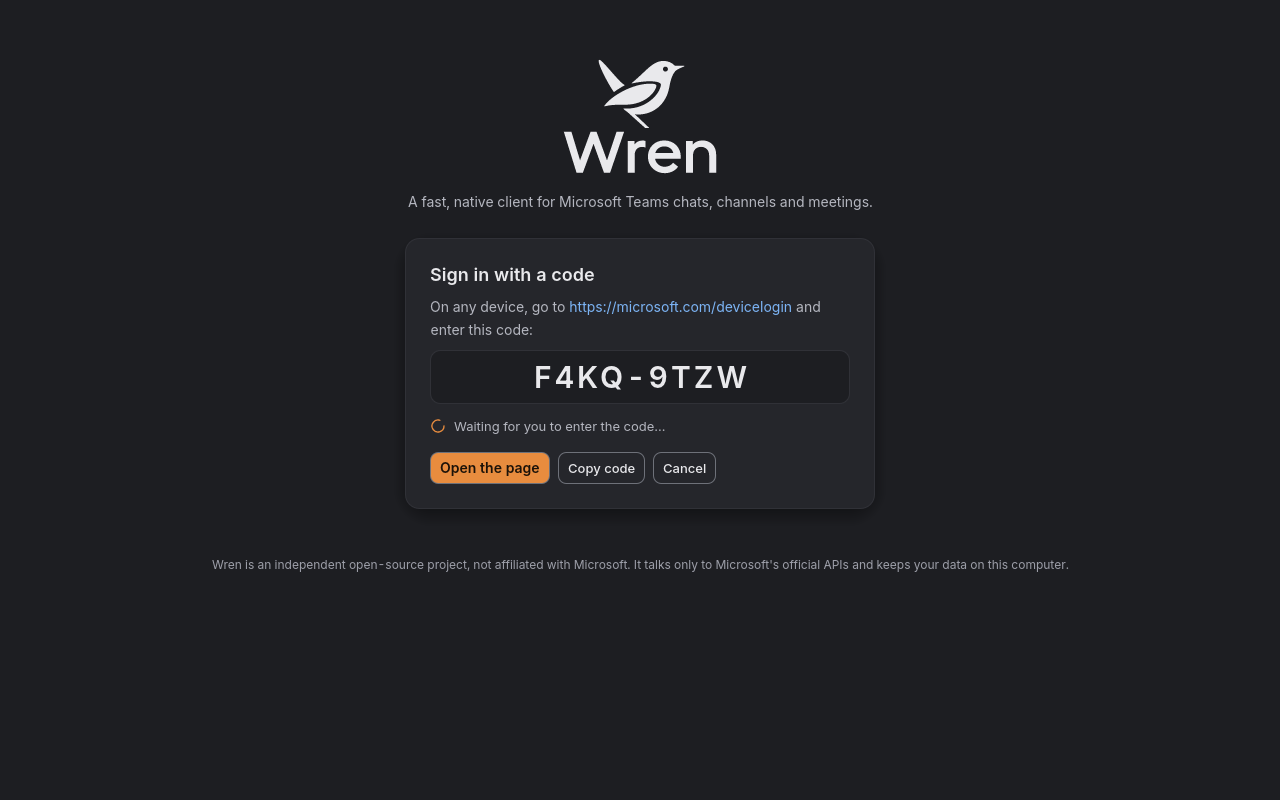 Wren
A fast, native client for Microsoft Teams chats, channels and meetings.
Sign in with a code
On any device, go to https://microsoft.com/devicelogin and
enter this code:
F4KQ-9TZW
Waiting for you to enter the code...
Open the page
Copy code
Cancel
Wren is an independent open-source project, not affiliated with Microsoft. It talks only to Microsoft's official APIs and keeps your data on this computer.